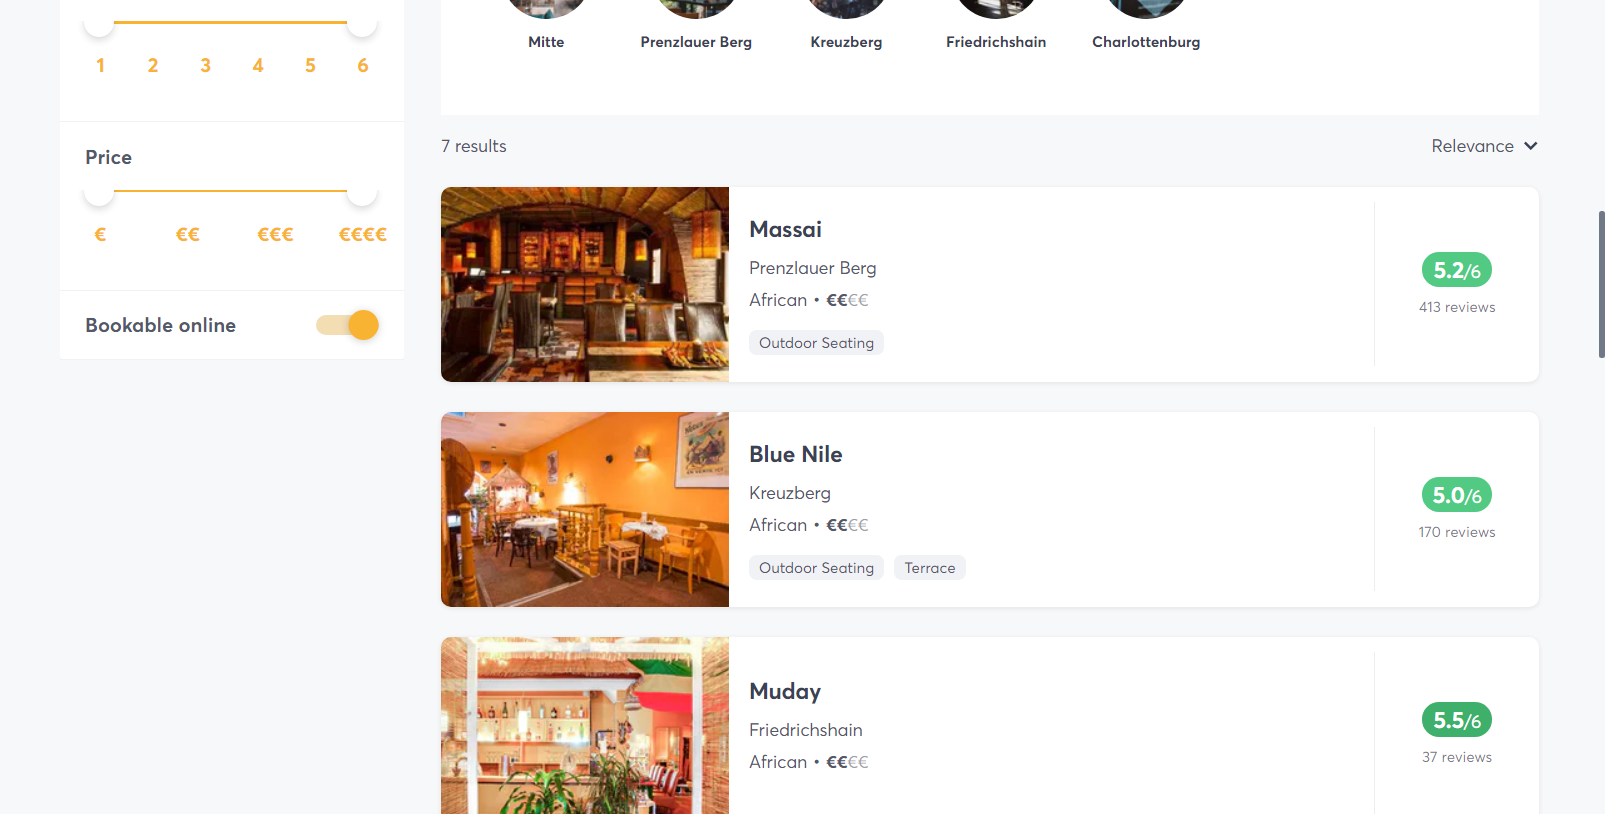 1 2 3 4 5 6
Price
€ €€ €€€ €€€€
Bookable online
Mitte
Prenzlauer Berg
Kreuzberg
Friedrichshain
Charlottenburg
7 results
Relevance
Massai
Prenzlauer Berg
African • €€€€
Outdoor Seating
5.2/6
413 reviews
Blue Nile
Kreuzberg
African • €€€€
Outdoor Seating
Terrace
5.0/6
170 reviews
Muday
Friedrichshain
African • €€€€
5.5/6
37 reviews